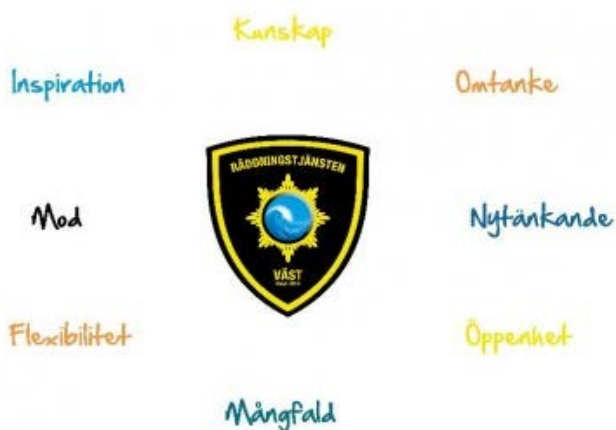 Kunskap
Inspiration
Omtanke
RÄDDNINGSTJÄNSTEN
Mod
Nytänkande
VÄST
Flexibilitet
Öppenhet
Mångfald